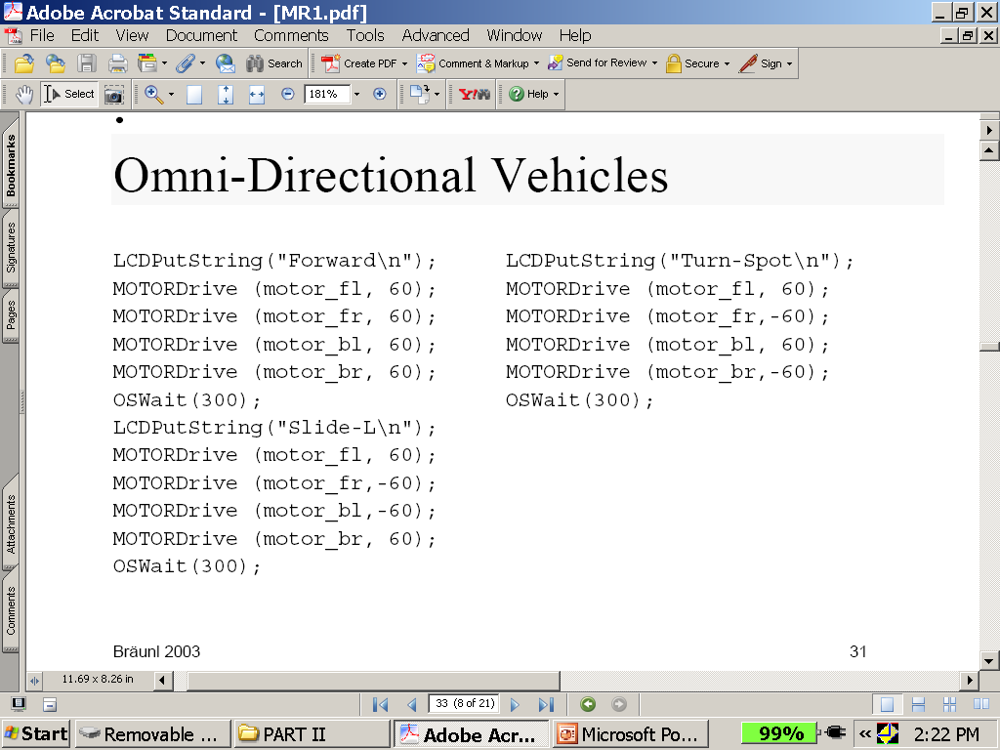 Adobe Acrobat Standard - [MR1.pdf]
File Edit View Document Comments Tools Advanced Window Help
Search Create PDF Comment & Markup Send for Review Secure Sign
Select 181% Y! Help
Bookmarks
Signatures
Pages
Attachments
Comments
•
Omni-Directional Vehicles
LCDPutString("Forward\n");
MOTORDrive (motor_fl, 60);
MOTORDrive (motor_fr, 60);
MOTORDrive (motor_bl, 60);
MOTORDrive (motor_br, 60);
OSWait(300);
LCDPutString("Slide-L\n");
MOTORDrive (motor_fl, 60);
MOTORDrive (motor_fr,-60);
MOTORDrive (motor_bl,-60);
MOTORDrive (motor_br, 60);
OSWait(300);
LCDPutString("Turn-Spot\n");
MOTORDrive (motor_fl, 60);
MOTORDrive (motor_fr,-60);
MOTORDrive (motor_bl, 60);
MOTORDrive (motor_br,-60);
OSWait(300);
Bräunl 2003 31
11.69 x 8.26 in
33 (8 of 21)
Start Removable ... PART II Adobe Acr... Microsoft Po... 99% « 2:22 PM